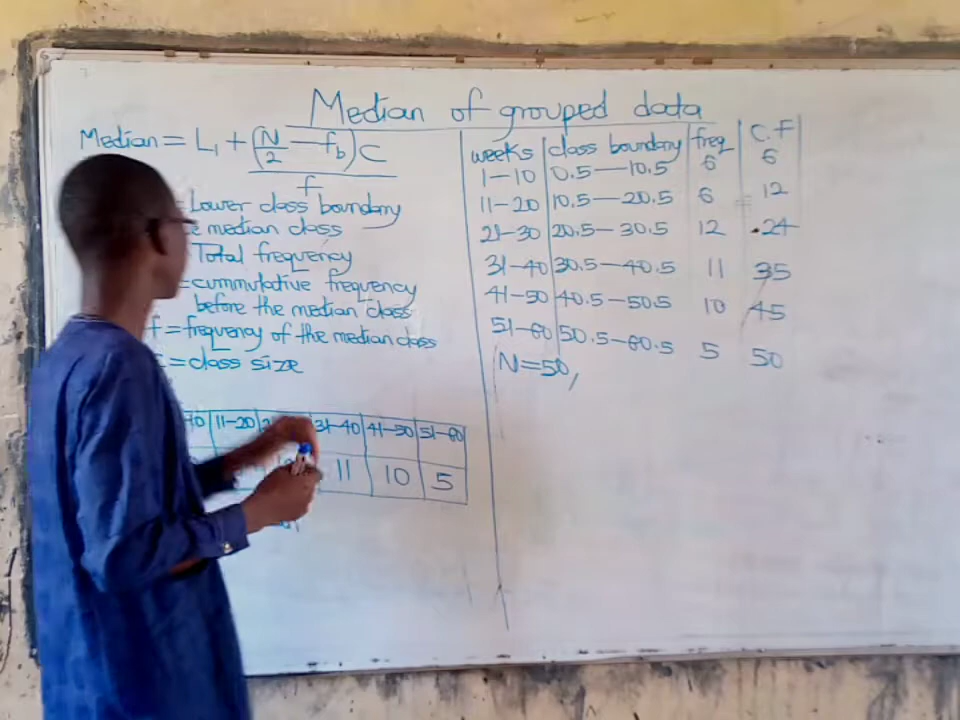 Median of grouped data
Median = L₁ + (N/2 — f_b) C
f
Lower class boundary
median class
Total frequency
= cummulative frequency
before the median class
f = frequency of the median class
= class size
11-20 31-40 41-50 51-60
11 10 5
weeks class boundary freq C.F
1-10 0.5—10.5 6 6
11-20 10.5—20.5 6 12
21-30 20.5—30.5 12 24
31-40 30.5—40.5 11 35
41-50 40.5—50.5 10 45
51-60 50.5—60.5 5 50
N=50,